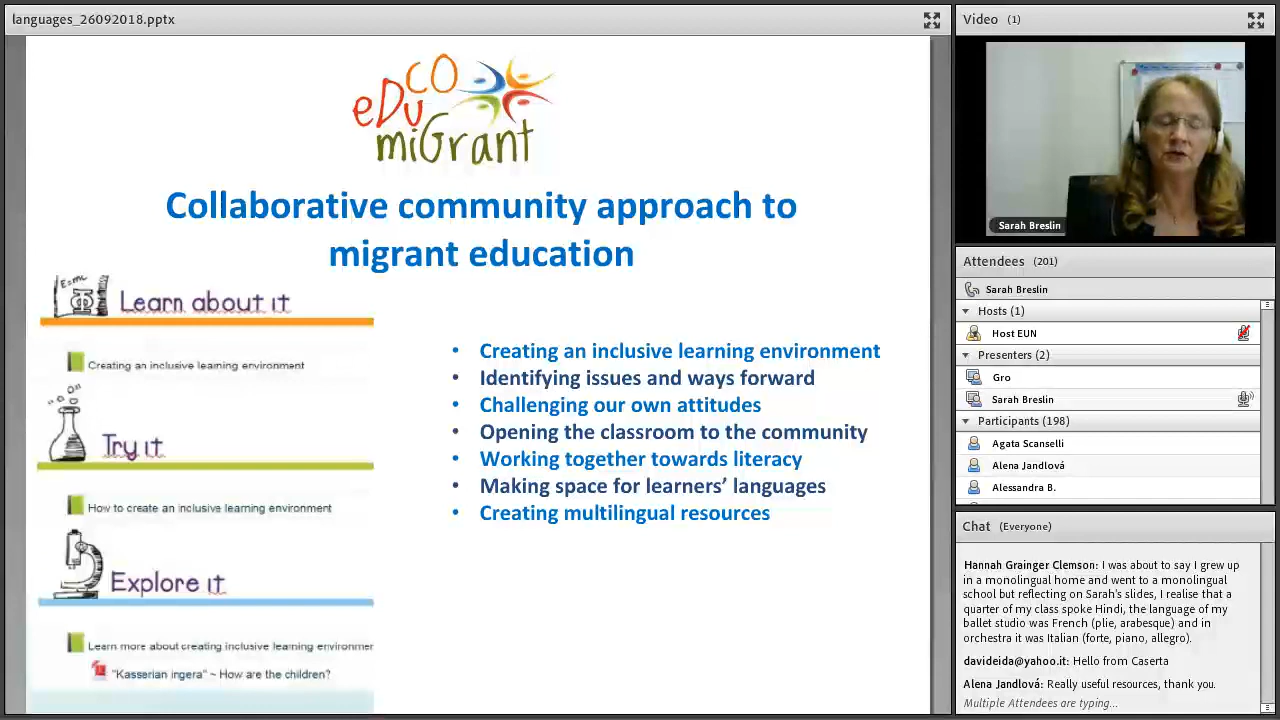 languages_26092018.pptx
eDuCO
miGrant
Collaborative community approach to
migrant education
E=mc
Learn about it
Creating an inclusive learning environment
Try it
How to create an inclusive learning environment
Explore it
Learn more about creating inclusive learning environmer
"Kasserian ingera" ~ How are the children?
• Creating an inclusive learning environment
• Identifying issues and ways forward
• Challenging our own attitudes
• Opening the classroom to the community
• Working together towards literacy
• Making space for learners’ languages
• Creating multilingual resources
Video (1)
Sarah Breslin
Attendees (201)
Sarah Breslin
Hosts (1)
Host EUN
Presenters (2)
Gro
Sarah Breslin
Participants (198)
Agata Scanselli
Alena Jandlová
Alessandra B.
Chat (Everyone)
Hannah Grainger Clemson: I was about to say I grew up
in a monolingual home and went to a monolingual
school but reflecting on Sarah's slides, I realise that a
quarter of my class spoke Hindi, the language of my
ballet studio was French (plie, arabesque) and in
orchestra it was Italian (forte, piano, allegro).
davideida@yahoo.it: Hello from Caserta
Alena Jandlová: Really useful resources, thank you.
Multiple Attendees are typing...